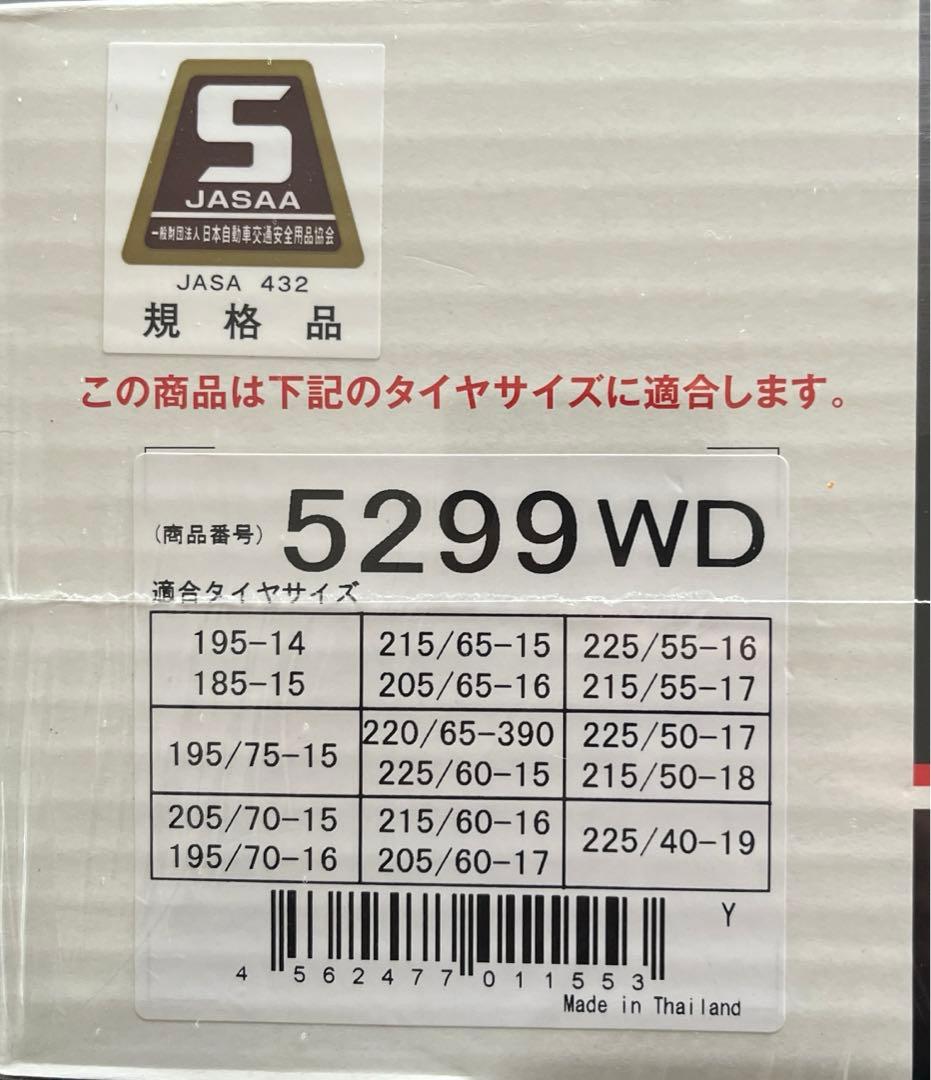 S
JASAA
一般財団法人 日本自動車交通安全用品協会
JASA 432
規格品
この商品は下記のタイヤサイズに適合します。
(商品番号) 5299WD
適合タイヤサイズ
195-14 215/65-15 225/55-16
185-15 205/65-16 215/55-17
195/75-15 220/65-390 225/50-17
225/60-15 215/50-18
205/70-15 215/60-16 225/40-19
195/70-16 205/60-17
Y
4 562477 011553
Made in Thailand